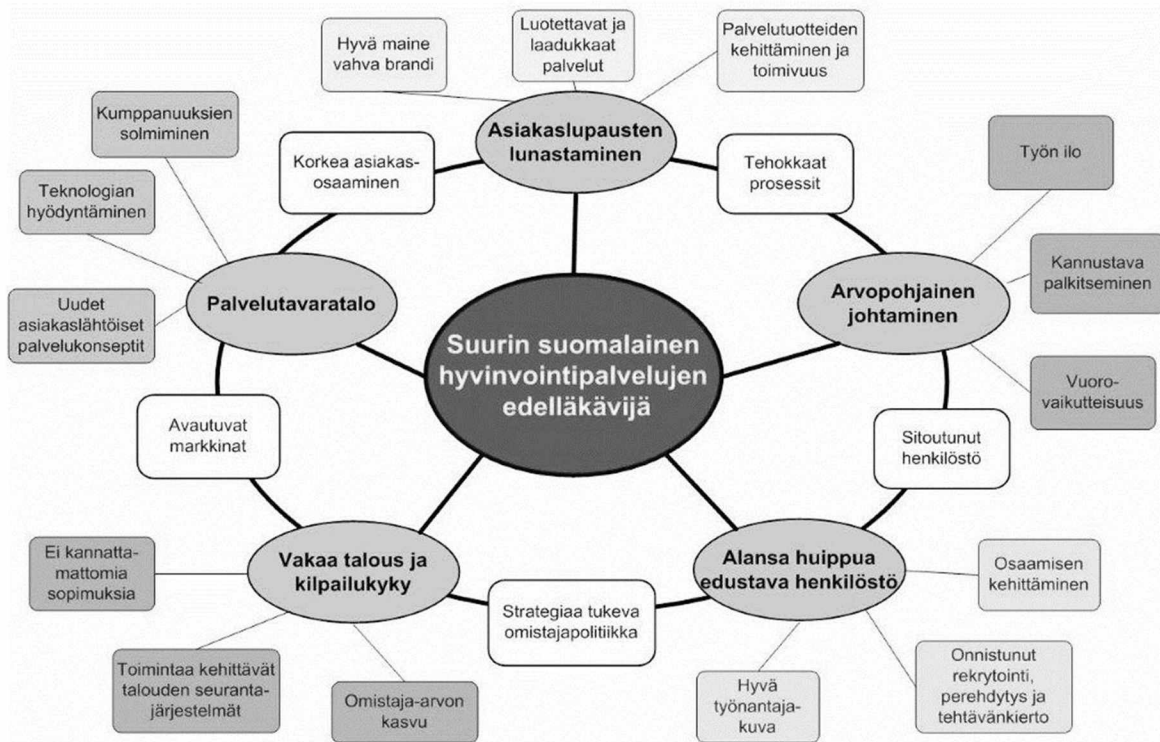 Hyvä maine
vahva brandi
Luotettavat ja
laadukkaat
palvelut
Palvelutuotteiden
kehittäminen ja
toimivuus
Kumppanuuksien
solmiminen
Korkea asiakas-
osaaminen
Asiakaslupausten
lunastaminen
Tehokkaat
prosessit
Työn ilo
Teknologian
hyödyntäminen
Kannustava
palkitseminen
Palvelutavaratalo
Arvopohjainen
johtaminen
Uudet
asiakaslähtöiset
palvelukonseptit
Suurin suomalainen
hyvinvointipalvelujen
edelläkävijä
Vuoro-
vaikutteisuus
Avautuvat
markkinat
Sitoutunut
henkilöstö
Ei kannatta-
mattomia
sopimuksia
Vakaa talous ja
kilpailukyky
Alansa huippua
edustava henkilöstö
Osaamisen
kehittäminen
Strategiaa tukeva
omistajapolitiikka
Toimintaa kehittävät
talouden seuranta-
järjestelmät
Omistaja-arvon
kasvu
Hyvä
työnantaja-
kuva
Onnistunut
rekrytointi,
perehdytys ja
tehtävänkierto